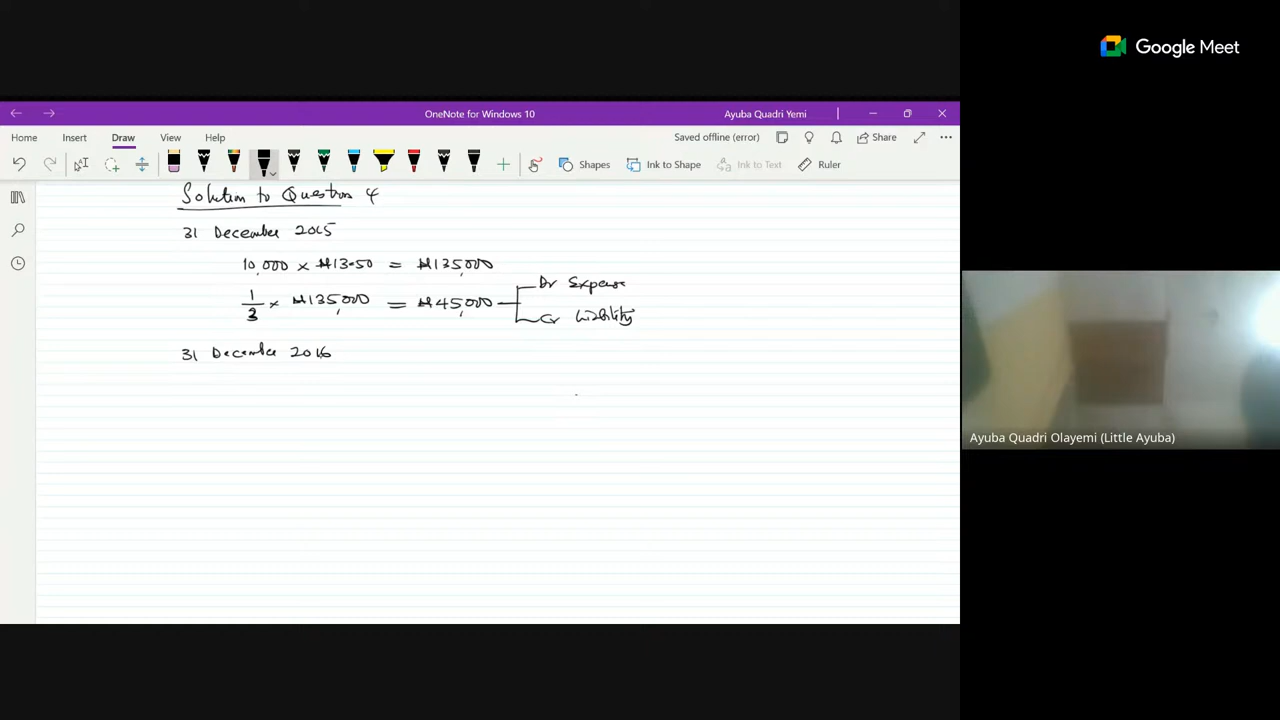 Google Meet
OneNote for Windows 10
Ayuba Quadri Yemi
Home Insert Draw View Help
Saved offline (error)
Share
Shapes
Ink to Shape
Ink to Text
Ruler
Solution to Question 4
31 December 2015
10,000 × ₦13.50 = ₦135,000
1/3 × ₦135,000 = ₦45,000
Dr Expense
Cr Liability
31 December 2016
Ayuba Quadri Olayemi (Little Ayuba)